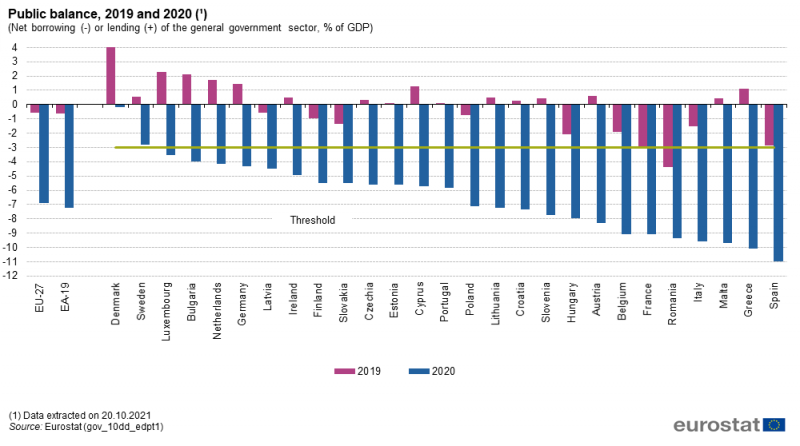 Public balance, 2019 and 2020 (¹)
(Net borrowing (-) or lending (+) of the general government sector, % of GDP)
4
3
2
1
0
-1
-2
-3
-4
-5
-6
-7
-8
-9
-10
-11
-12
Threshold
EU-27
EA-19
Denmark
Sweden
Luxembourg
Bulgaria
Netherlands
Germany
Latvia
Ireland
Finland
Slovakia
Czechia
Estonia
Cyprus
Portugal
Poland
Lithuania
Croatia
Slovenia
Hungary
Austria
Belgium
France
Romania
Italy
Malta
Greece
Spain
2019
2020
(1) Data extracted on 20.10.2021
Source: Eurostat (gov_10dd_edpt1)
eurostat